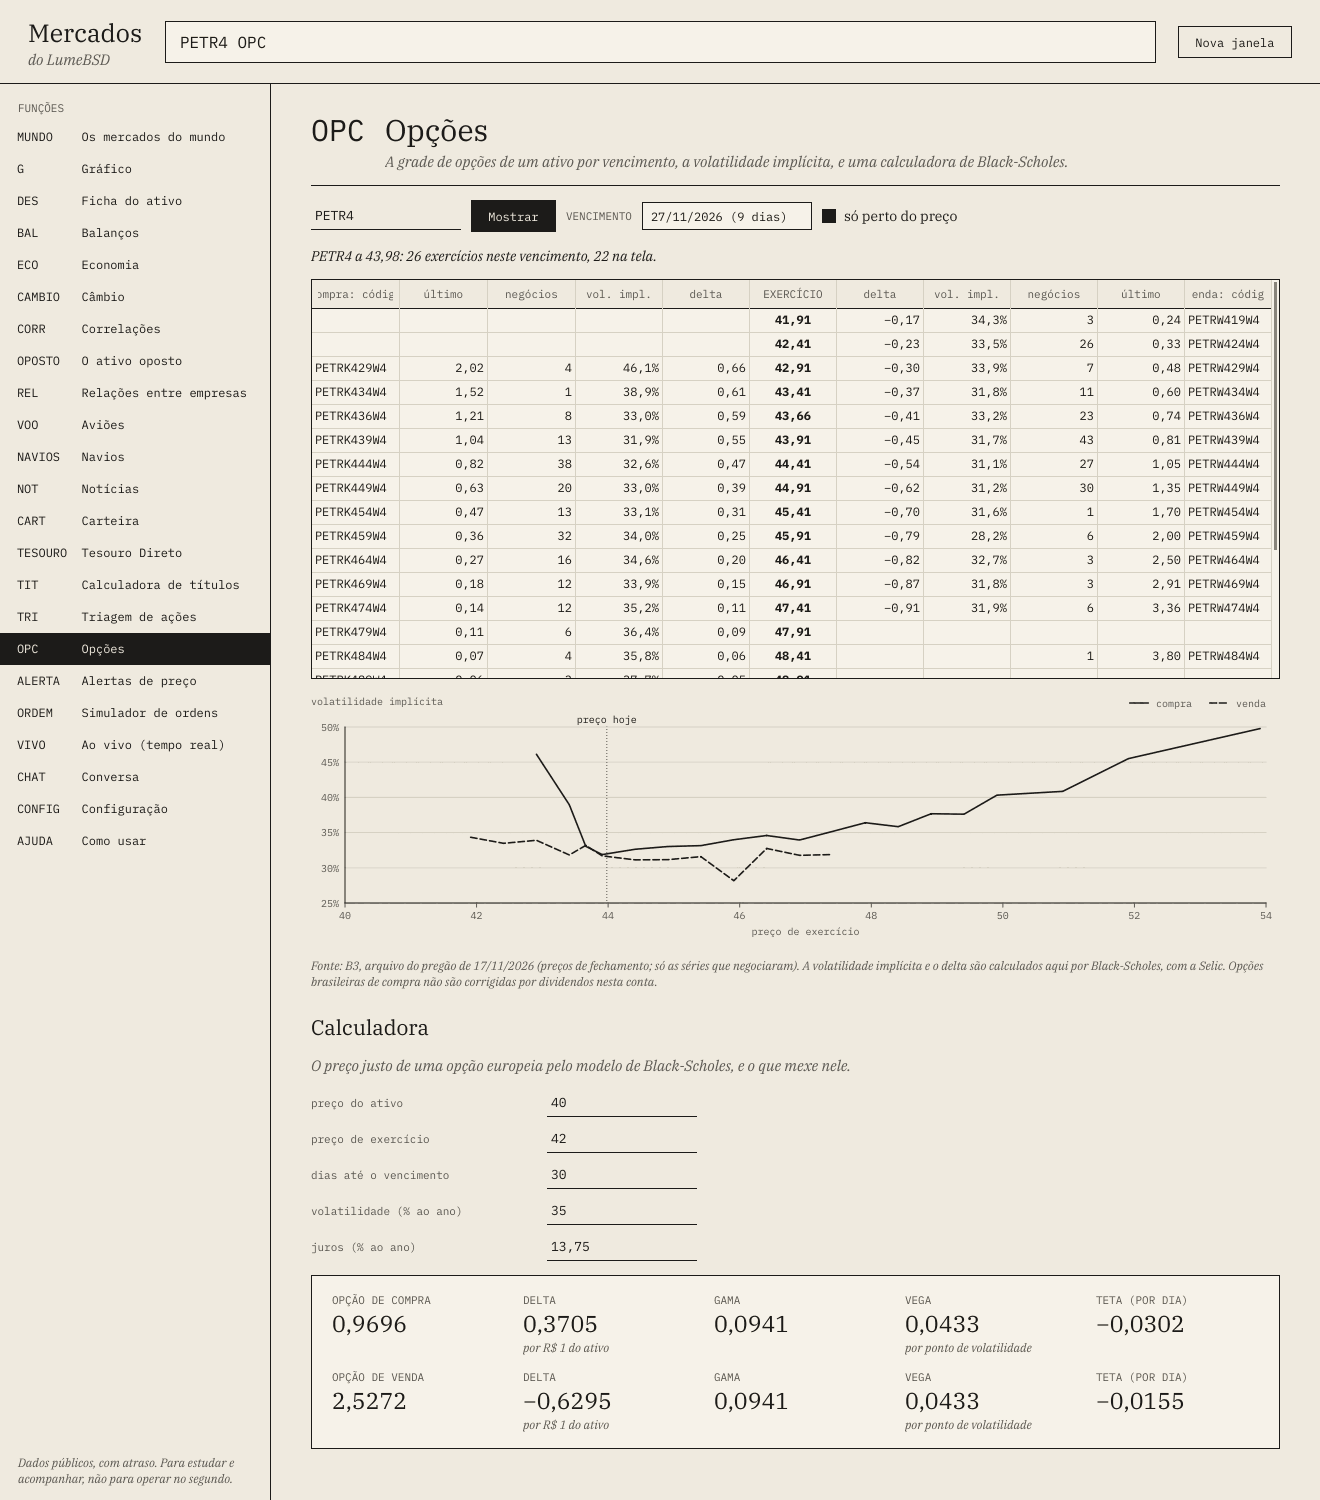 Mercados
do LumeBSD
PETR4 OPC
Nova janela
FUNÇÕES
MUNDO Os mercados do mundo
G Gráfico
DES Ficha do ativo
BAL Balanços
ECO Economia
CAMBIO Câmbio
CORR Correlações
OPOSTO O ativo oposto
REL Relações entre empresas
VOO Aviões
NAVIOS Navios
NOT Notícias
CART Carteira
TESOURO Tesouro Direto
TIT Calculadora de títulos
TRI Triagem de ações
OPC Opções
ALERTA Alertas de preço
ORDEM Simulador de ordens
VIVO Ao vivo (tempo real)
CHAT Conversa
CONFIG Configuração
AJUDA Como usar
Dados públicos, com atraso. Para estudar e
acompanhar, não para operar no segundo.
OPC Opções
A grade de opções de um ativo por vencimento, a volatilidade implícita, e uma calculadora de Black-Scholes.
PETR4 Mostrar VENCIMENTO 27/11/2026 (9 dias) só perto do preço
PETR4 a 43,98: 26 exercícios neste vencimento, 22 na tela.
ompra: códig último negócios vol. impl. delta EXERCÍCIO delta vol. impl. negócios último enda: códig
41,91 −0,17 34,3% 3 0,24 PETRW419W4
42,41 −0,23 33,5% 26 0,33 PETRW424W4
PETRK429W4 2,02 4 46,1% 0,66 42,91 −0,30 33,9% 7 0,48 PETRW429W4
PETRK434W4 1,52 1 38,9% 0,61 43,41 −0,37 31,8% 11 0,60 PETRW434W4
PETRK436W4 1,21 8 33,0% 0,59 43,66 −0,41 33,2% 23 0,74 PETRW436W4
PETRK439W4 1,04 13 31,9% 0,55 43,91 −0,45 31,7% 43 0,81 PETRW439W4
PETRK444W4 0,82 38 32,6% 0,47 44,41 −0,54 31,1% 27 1,05 PETRW444W4
PETRK449W4 0,63 20 33,0% 0,39 44,91 −0,62 31,2% 30 1,35 PETRW449W4
PETRK454W4 0,47 13 33,1% 0,31 45,41 −0,70 31,6% 1 1,70 PETRW454W4
PETRK459W4 0,36 32 34,0% 0,25 45,91 −0,79 28,2% 6 2,00 PETRW459W4
PETRK464W4 0,27 16 34,6% 0,20 46,41 −0,82 32,7% 3 2,50 PETRW464W4
PETRK469W4 0,18 12 33,9% 0,15 46,91 −0,87 31,8% 3 2,91 PETRW469W4
PETRK474W4 0,14 12 35,2% 0,11 47,41 −0,91 31,9% 6 3,36 PETRW474W4
PETRK479W4 0,11 6 36,4% 0,09 47,91
PETRK484W4 0,07 4 35,8% 0,06 48,41 1 3,80 PETRW484W4
volatilidade implícita
compra venda
preço hoje
50%
45%
40%
35%
30%
25%
40 42 44 46 48 50 52 54
preço de exercício
Fonte: B3, arquivo do pregão de 17/11/2026 (preços de fechamento; só as séries que negociaram). A volatilidade implícita e o delta são calculados aqui por Black-Scholes, com a Selic. Opções
brasileiras de compra não são corrigidas por dividendos nesta conta.
Calculadora
O preço justo de uma opção europeia pelo modelo de Black-Scholes, e o que mexe nele.
preço do ativo 40
preço de exercício 42
dias até o vencimento 30
volatilidade (% ao ano) 35
juros (% ao ano) 13,75
OPÇÃO DE COMPRA DELTA GAMA VEGA TETA (POR DIA)
0,9696 0,3705 0,0941 0,0433 −0,0302
por R$ 1 do ativo por ponto de volatilidade
OPÇÃO DE VENDA DELTA GAMA VEGA TETA (POR DIA)
2,5272 −0,6295 0,0941 0,0433 −0,0155
por R$ 1 do ativo por ponto de volatilidade